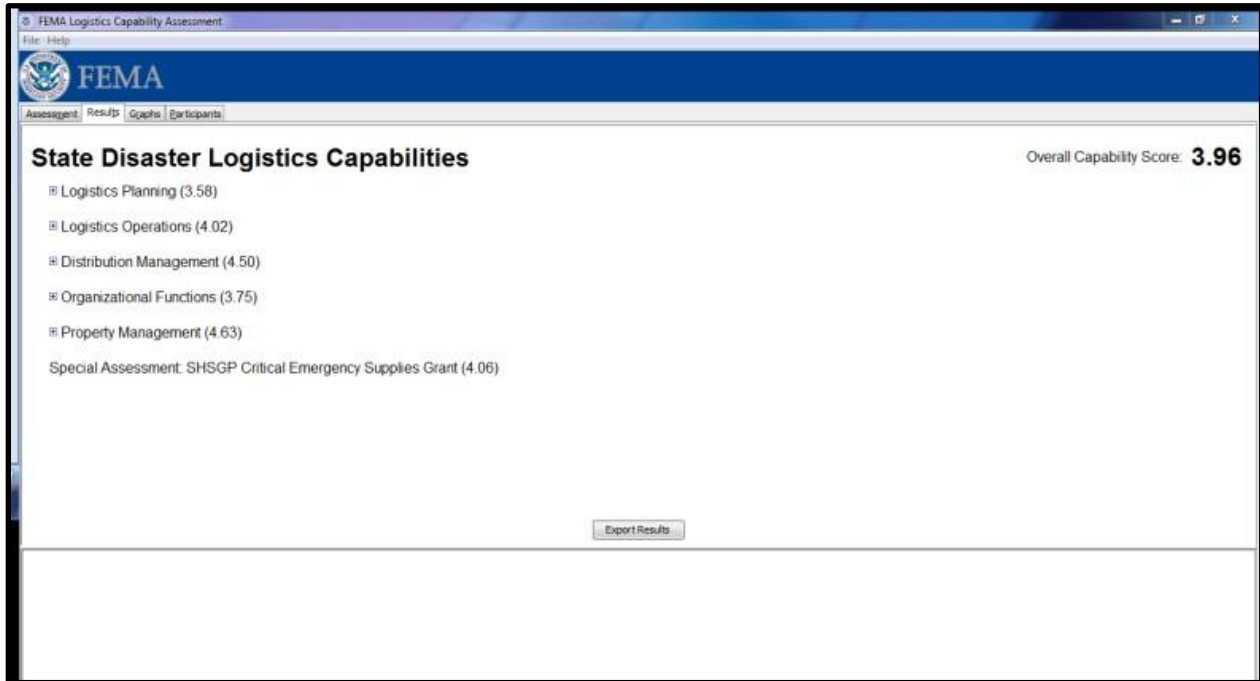 FEMA Logistics Capability Assessment
File Help
FEMA
Assessment Results Graphs Participants
State Disaster Logistics Capabilities
Overall Capability Score: 3.96
Logistics Planning (3.58)
Logistics Operations (4.02)
Distribution Management (4.50)
Organizational Functions (3.75)
Property Management (4.63)
Special Assessment: SHSGP Critical Emergency Supplies Grant (4.06)
Export Results